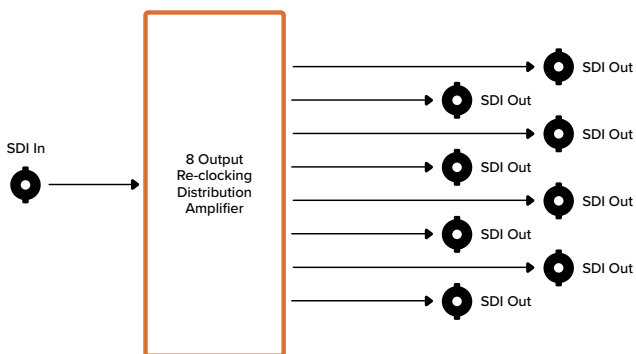 SDI In
8 Output
Re-clocking
Distribution
Amplifier
SDI Out
SDI Out
SDI Out
SDI Out
SDI Out
SDI Out
SDI Out
SDI Out